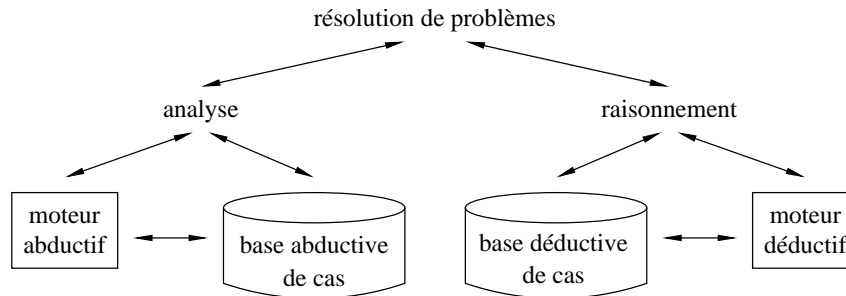 résolution de problèmes
analyse
raisonnement
moteur
abductif
base abductive
de cas
base déductive
de cas
moteur
déductif